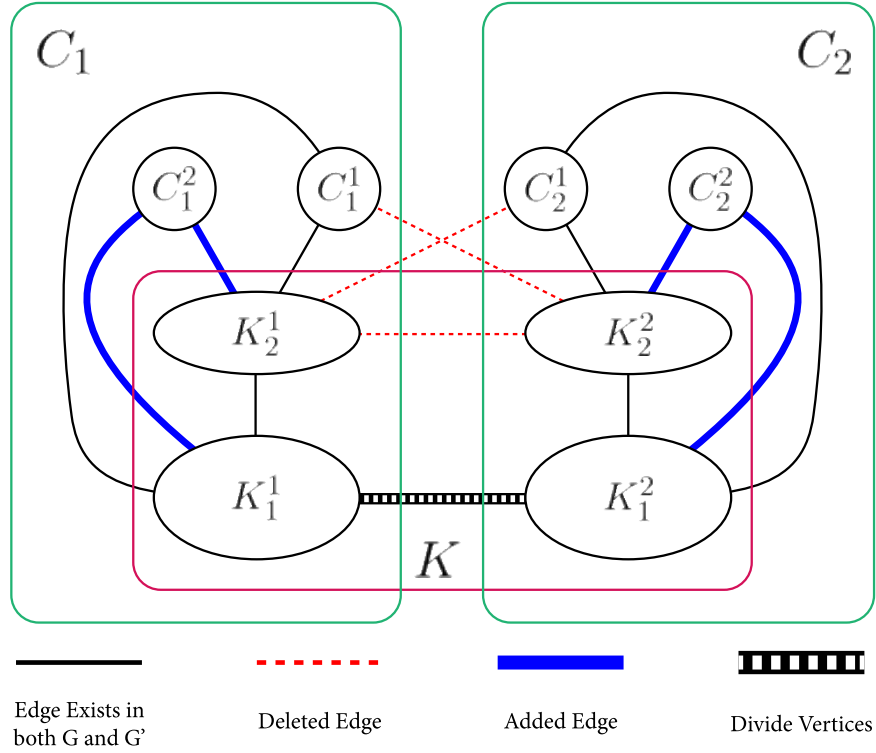 C₁
C₂
C₁²
C₁¹
C₂¹
C₂²
K₂¹
K₂²
K₁¹
K₁²
K
Edge Exists in
both G and G’
Deleted Edge
Added Edge
Divide Vertices